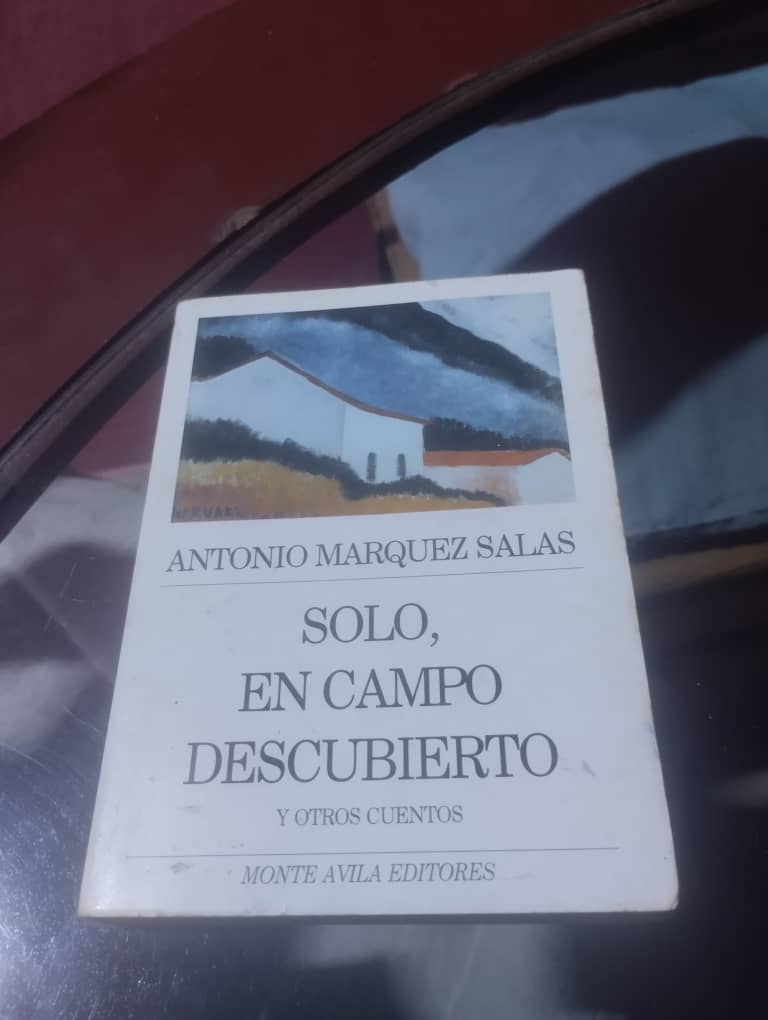 ANTONIO MARQUEZ SALAS
SOLO,
EN CAMPO
DESCUBIERTO
Y OTROS CUENTOS
MONTE AVILA EDITORES